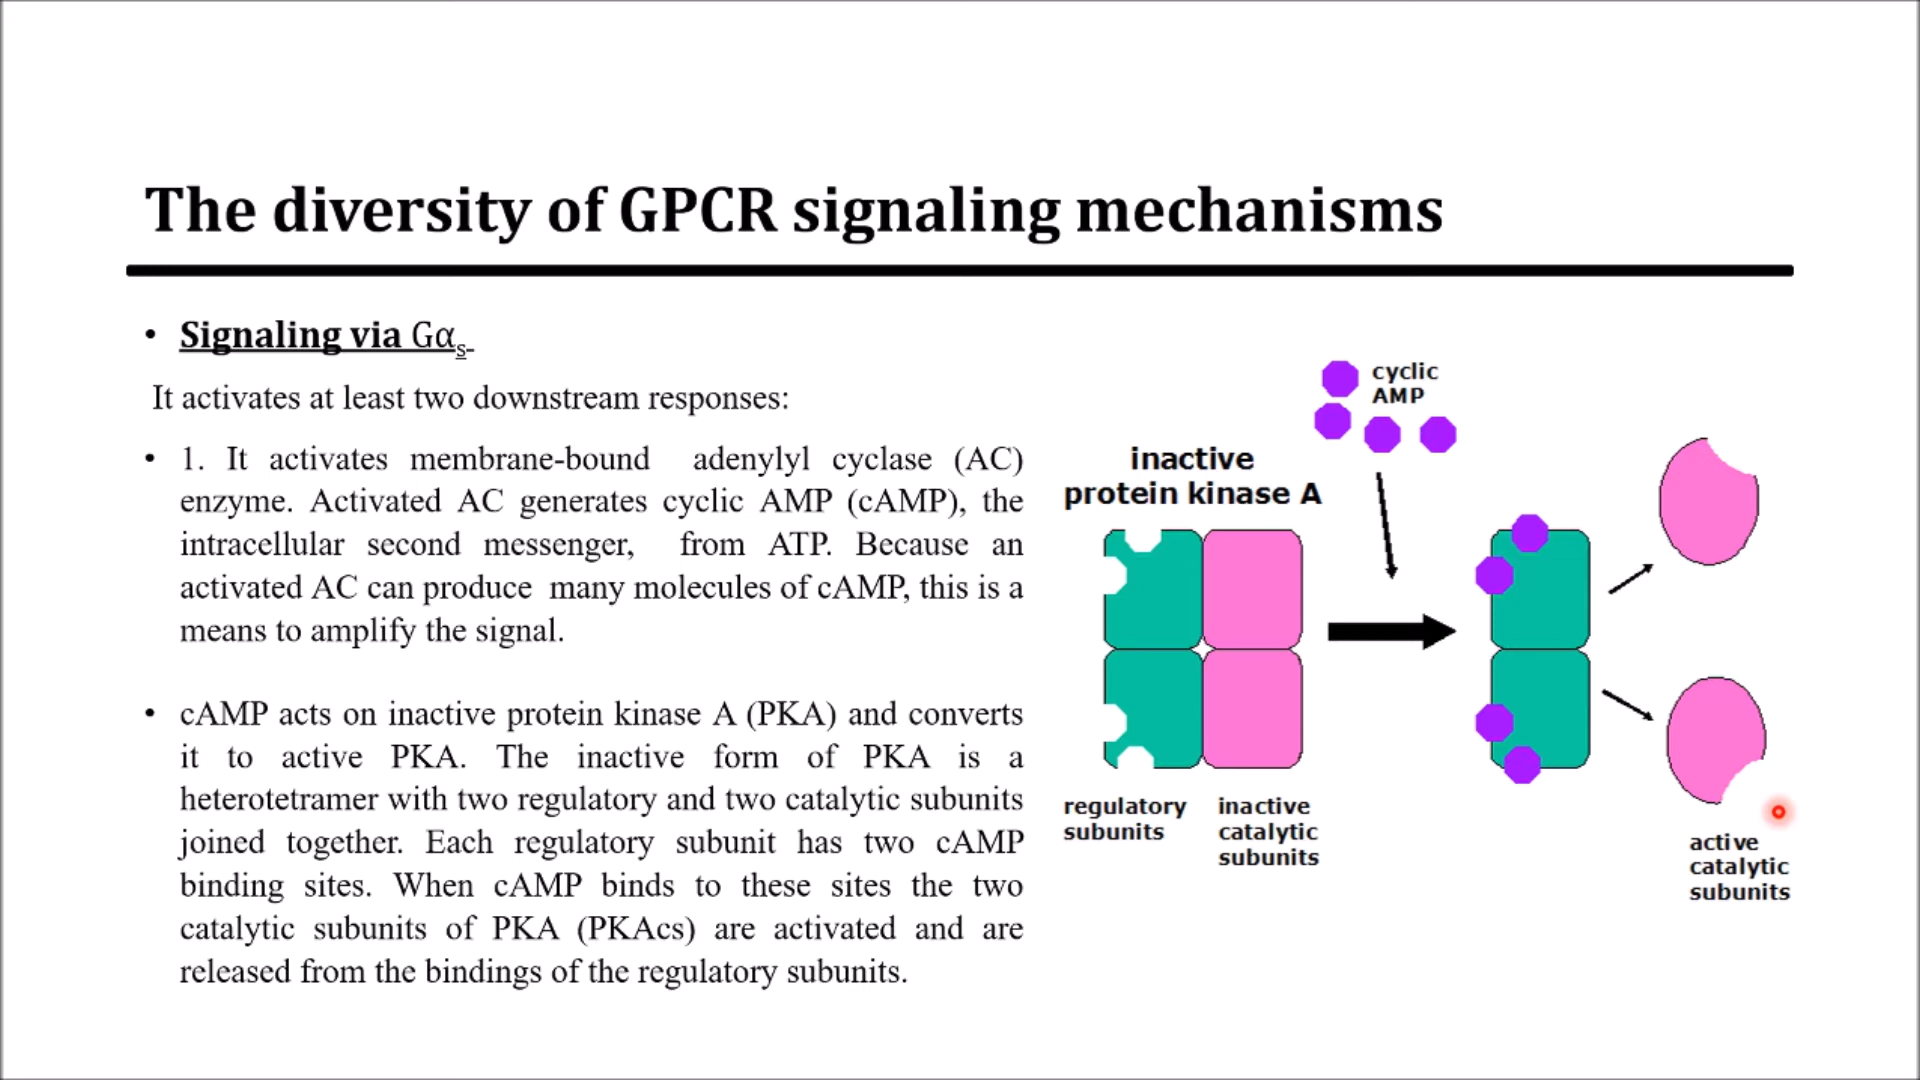 The diversity of GPCR signaling mechanisms
• Signaling via Gαs-
It activates at least two downstream responses:
• 1. It activates membrane-bound adenylyl cyclase (AC)
enzyme. Activated AC generates cyclic AMP (cAMP), the
intracellular second messenger, from ATP. Because an
activated AC can produce many molecules of cAMP, this is a
means to amplify the signal.
• cAMP acts on inactive protein kinase A (PKA) and converts
it to active PKA. The inactive form of PKA is a
heterotetramer with two regulatory and two catalytic subunits
joined together. Each regulatory subunit has two cAMP
binding sites. When cAMP binds to these sites the two
catalytic subunits of PKA (PKAcs) are activated and are
released from the bindings of the regulatory subunits.
cyclic
AMP
inactive
protein kinase A
regulatory
subunits
inactive
catalytic
subunits
active
catalytic
subunits